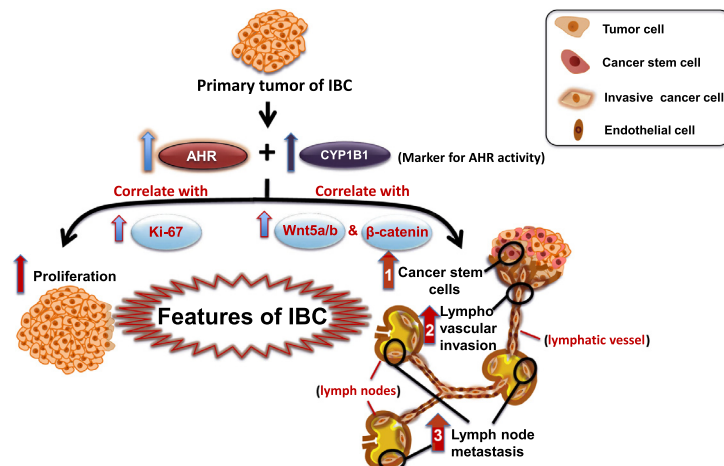 Primary tumor of IBC
AHR + CYP1B1 (Marker for AHR activity)
Correlate with
Correlate with
Ki-67
Wnt5a/b & β-catenin
Proliferation
Features of IBC
1 Cancer stem
cells
2 Lympho
vascular
invasion
(lymphatic vessel)
(lymph nodes)
3 Lymph node
metastasis
Tumor cell
Cancer stem cell
Invasive cancer cell
Endothelial cell